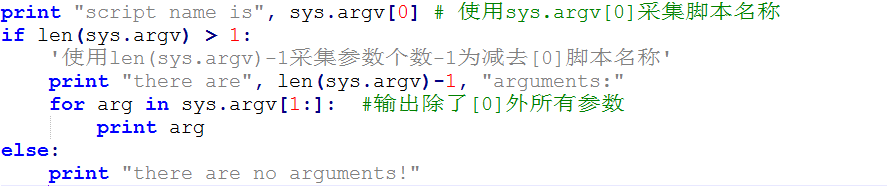 print "script name is", sys.argv[0] # 使用sys.argv[0]采集脚本名称
if len(sys.argv) > 1:
    '使用len(sys.argv)-1采集参数个数-1为减去[0]脚本名称'
    print "there are", len(sys.argv)-1, "arguments:"
    for arg in sys.argv[1:]:  #输出除了[0]外所有参数
        print arg
else:
    print "there are no arguments!"